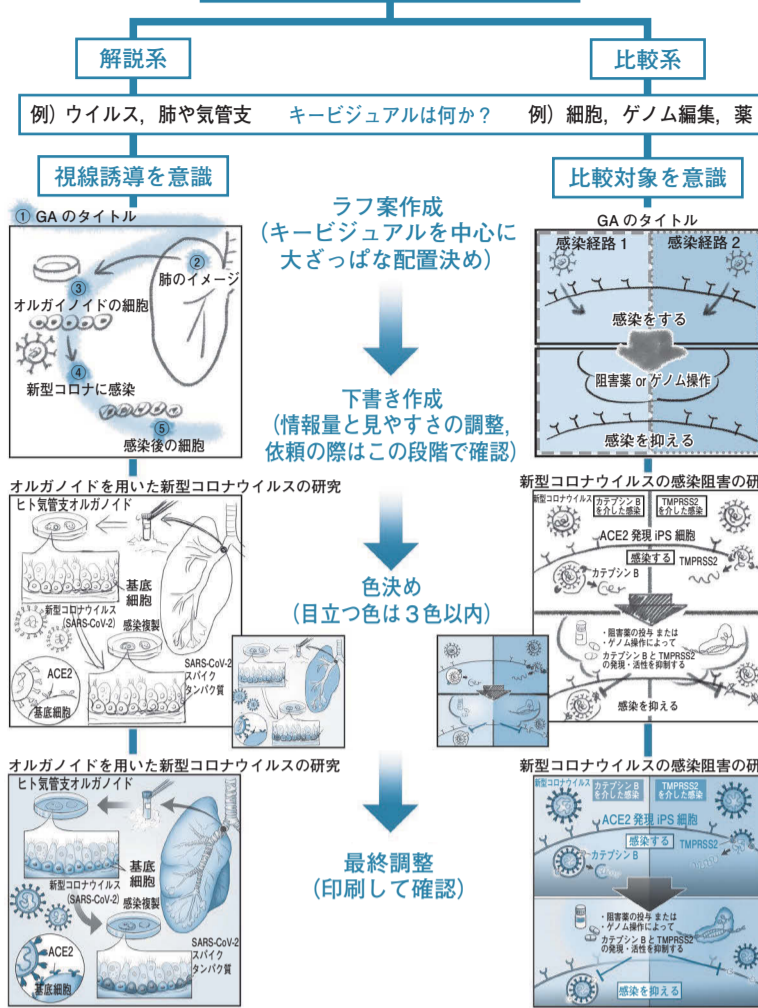 解説系
比較系
例）ウイルス，肺や気管支
キービジュアルは何か？
例）細胞，ゲノム編集，薬
視線誘導を意識
比較対象を意識
① GA のタイトル
②
肺のイメージ
③
オルガイノイドの細胞
④
新型コロナに感染
⑤
感染後の細胞
ラフ案作成
（キービジュアルを中心に
大ざっぱな配置決め）
GA のタイトル
感染経路 1
感染経路 2
感染をする
阻害薬 or ゲノム操作
感染を抑える
下書き作成
（情報量と見やすさの調整，
依頼の際はこの段階で確認）
オルガノイドを用いた新型コロナウイルスの研究
ヒト気管支オルガノイド
基底
細胞
新型コロナウイルス
(SARS-CoV-2)
感染複製
ACE2
基底細胞
SARS-CoV-2
スパイク
タンパク質
色決め
（目立つ色は３色以内）
新型コロナウイルスの感染阻害の研
新型コロナウイルス
カテプシン B
を介した感染
TMPRSS2
を介した感染
ACE2 発現 iPS 細胞
感染する
TMPRSS2
カテプシン B
・阻害薬の投与 または
・ゲノム操作によって
カテプシン B と TMPRSS2
の発現・活性を抑制する
感染を抑える
オルガノイドを用いた新型コロナウイルスの研究
ヒト気管支オルガノイド
基底
細胞
新型コロナウイルス
(SARS-CoV-2)
感染複製
ACE2
基底細胞
SARS-CoV-2
スパイク
タンパク質
最終調整
（印刷して確認）
新型コロナウイルスの感染阻害の研
新型コロナウイルス
カテプシン B
を介した感染
TMPRSS2
を介した感染
ACE2 発現 iPS 細胞
感染する
TMPRSS2
カテプシン B
・阻害薬の投与 または
・ゲノム操作によって
カテプシン B と TMPRSS2
の発現・活性を抑制する
感染を抑える